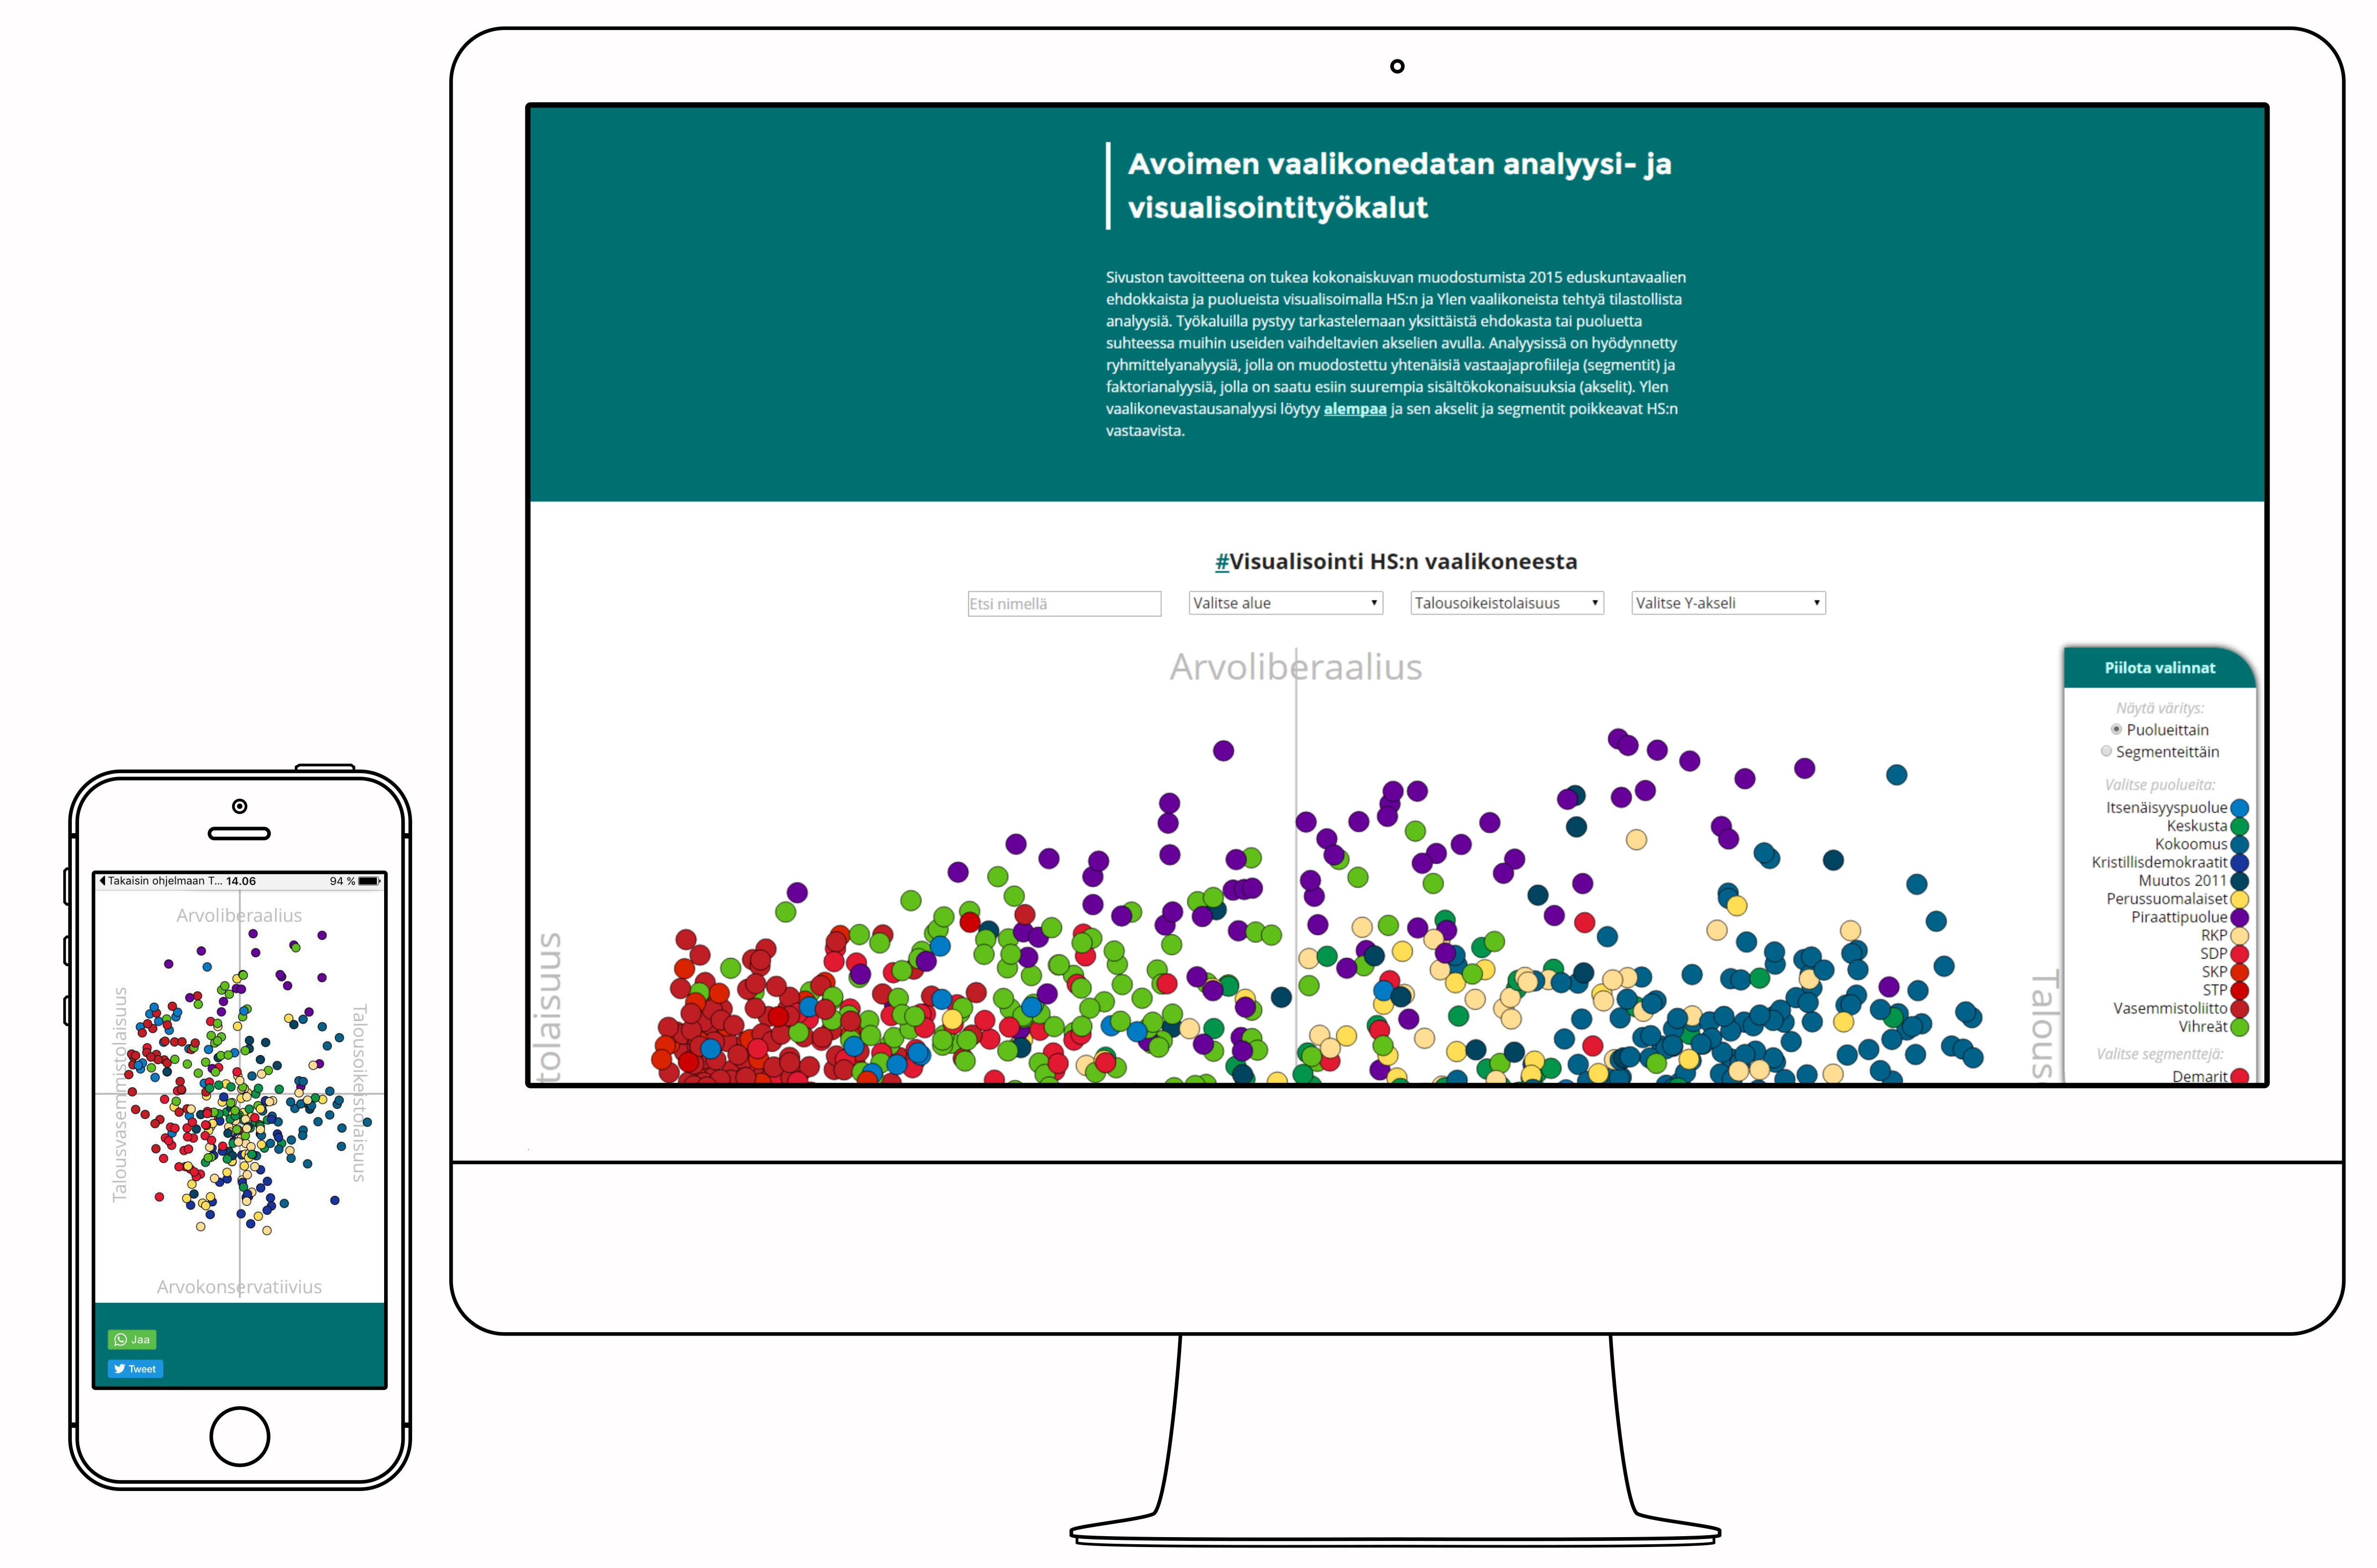 Avoimen vaalikonedatan analyysi- ja
visualisointityökalut
Sivuston tavoitteena on tukea kokonaiskuvan muodostumista 2015 eduskuntavaalien
ehdokkaista ja puolueista visualisoimalla HS:n ja Ylen vaalikoneista tehtyä tilastollista
analyysiä. Työkaluilla pystyy tarkastelemaan yksittäistä ehdokasta tai puoluetta
suhteessa muihin useiden vaihdeltavien akselien avulla. Analyysissä on hyödynnetty
ryhmittelyanalyysiä, jolla on muodostettu yhtenäisiä vastaajaprofiileja (segmentit) ja
faktorianalyysiä, jolla on saatu esiin suurempia sisältökokonaisuuksia (akselit). Ylen
vaalikonevastausanalyysi löytyy alempaa ja sen akselit ja segmentit poikkeavat HS:n
vastaavista.
#Visualisointi HS:n vaalikoneesta
Etsi nimellä
Valitse alue
Talousoikeistolaisuus
Valitse Y-akseli
Arvoliberaalius
tolaisuus
Talous
Piilota valinnat
Näytä väritys:
Puolueittain
Segmenteittäin
Valitse puolueita:
Itsenäisyyspuolue
Keskusta
Kokoomus
Kristillisdemokraatit
Muutos 2011
Perussuomalaiset
Piraattipuolue
RKP
SDP
SKP
STP
Vasemmistoliitto
Vihreät
Valitse segmenttejä:
Demarit
Takaisin ohjelmaan T... 14.06 94 %
Arvoliberaalius
Talousvasemmistolaisuus
Talousoikeistolaisuus
Arvokonservatiivius
Jaa
Tweet